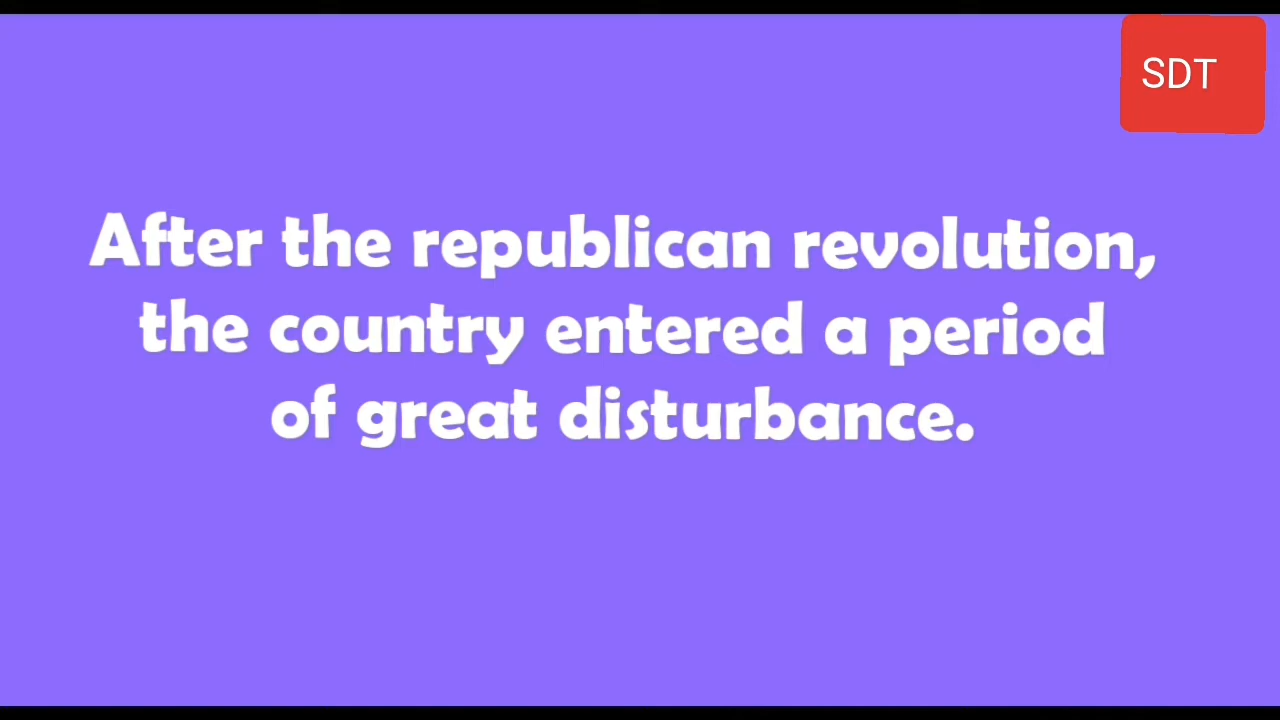 SDT
After the republican revolution,
the country entered a period
of great disturbance.